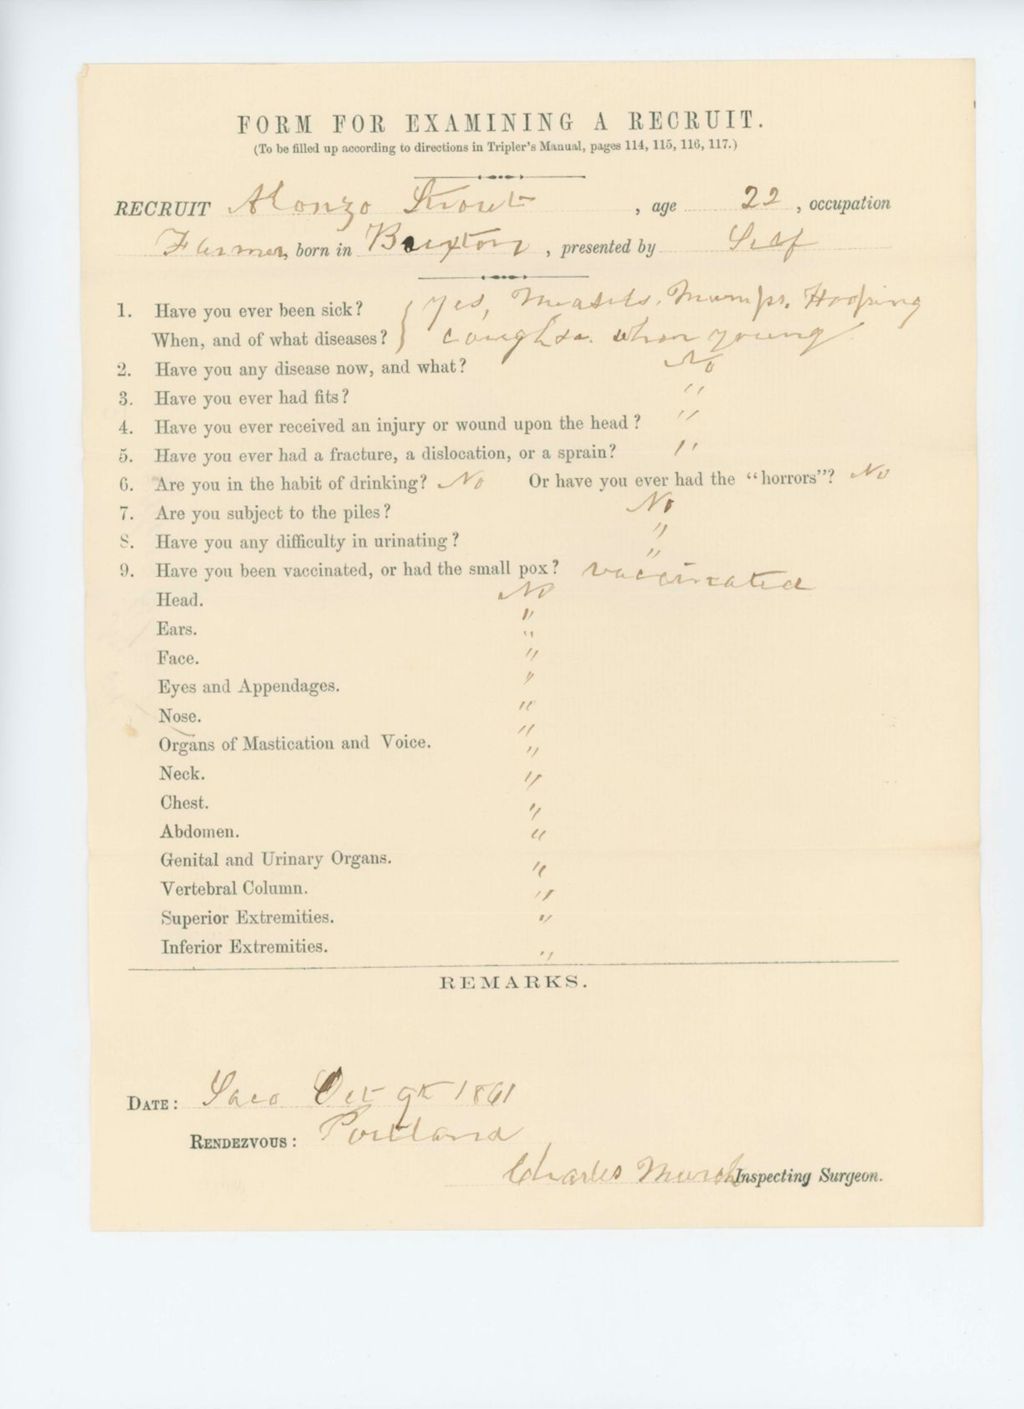 FORM FOR EXAMINING A RECRUIT.
(To be filled up according to directions in Tripler's Manual, pages 114, 115, 116, 117.)
RECRUIT Alonzo Strout, age 22, occupation
Farmer, born in Buxton, presented by Self
1. Have you ever been sick? { Yes, Measels. Mumps. Hooping
When, and of what diseases? } cough &c. when young
2. Have you any disease now, and what? No
3. Have you ever had fits? "
4. Have you ever received an injury or wound upon the head? "
5. Have you ever had a fracture, a dislocation, or a sprain? "
6. Are you in the habit of drinking? No Or have you ever had the "horrors"? No
7. Are you subject to the piles? No
8. Have you any difficulty in urinating? "
9. Have you been vaccinated, or had the small pox? " vaccinated
Head. No
Ears. "
Face. "
Eyes and Appendages. "
Nose. "
Organs of Mastication and Voice. "
Neck. "
Chest. "
Abdomen. "
Genital and Urinary Organs. "
Vertebral Column. "
Superior Extremities. "
Inferior Extremities. "
REMARKS.
DATE: Saco Oct 9th 1861
RENDEZVOUS: Portland
Charles Murch Inspecting Surgeon.